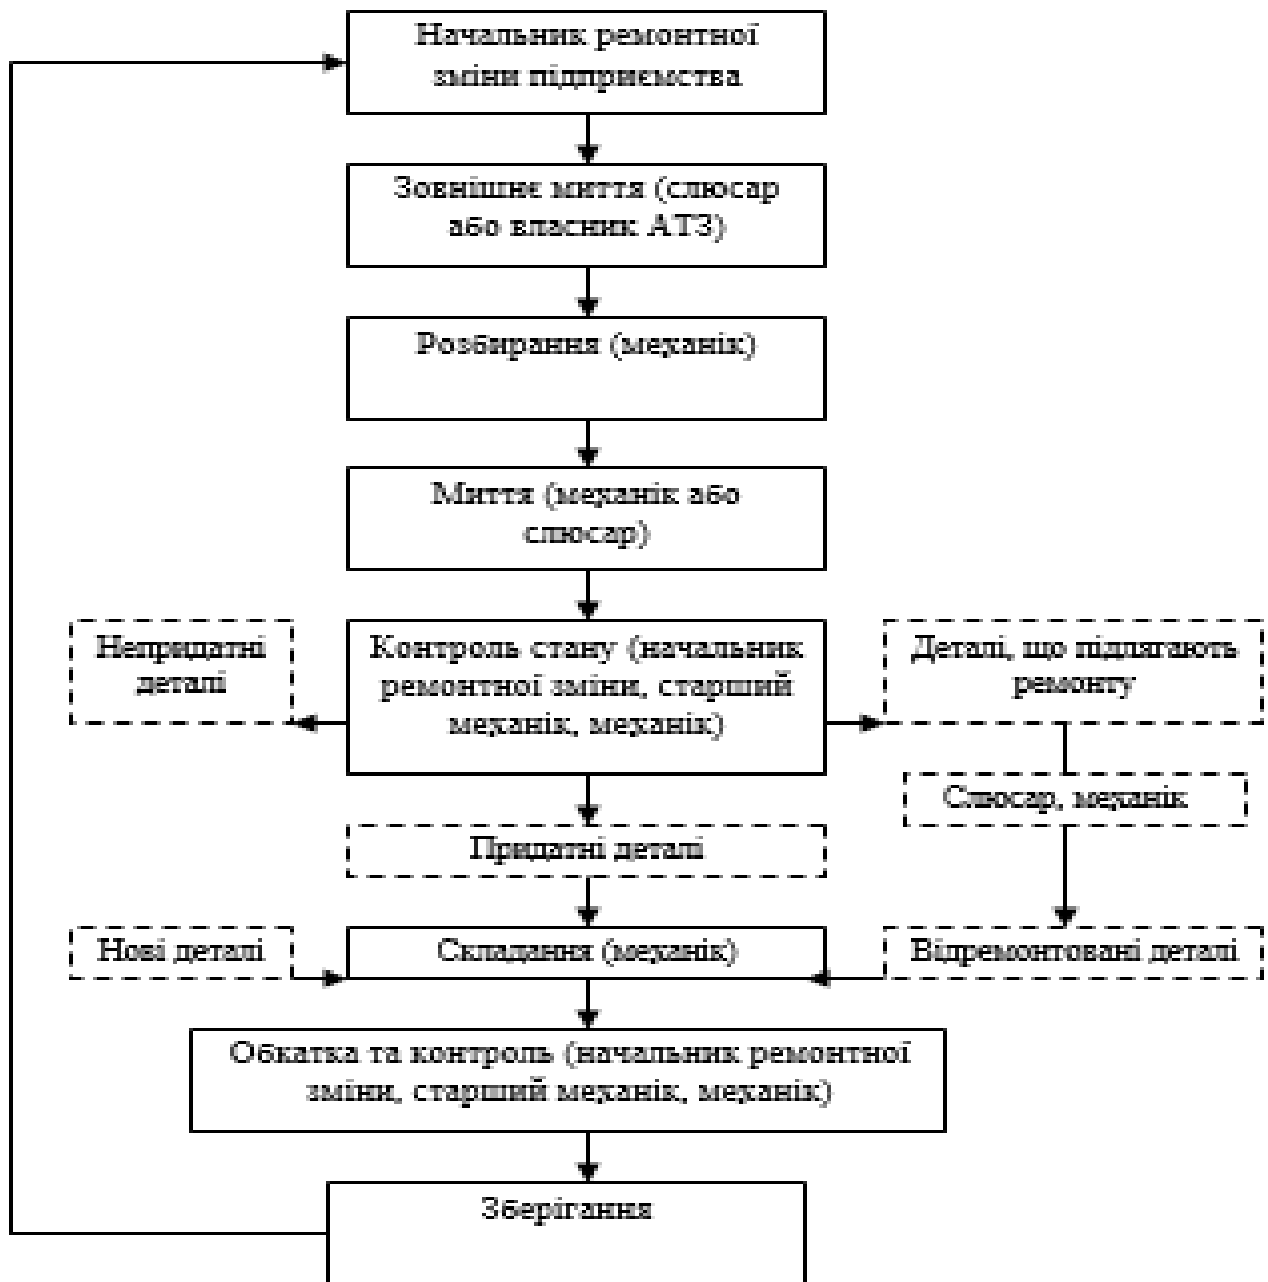 Начальник ремонтної
зміни підприємства
Зовнішнє миття (слюсар
або власник АТЗ)
Розбирання (механік)
Миття (механік або
слюсар)
Непридатні
деталі
Контроль стану (начальник
ремонтної зміни, старший
механік, механік)
Деталі, що підлягають
ремонту
Слюсар, механік
Придатні деталі
Нові деталі
Складання (механік)
Відремонтовані деталі
Обкатка та контроль (начальник ремонтної
зміни, старший механік, механік)
Зберігання